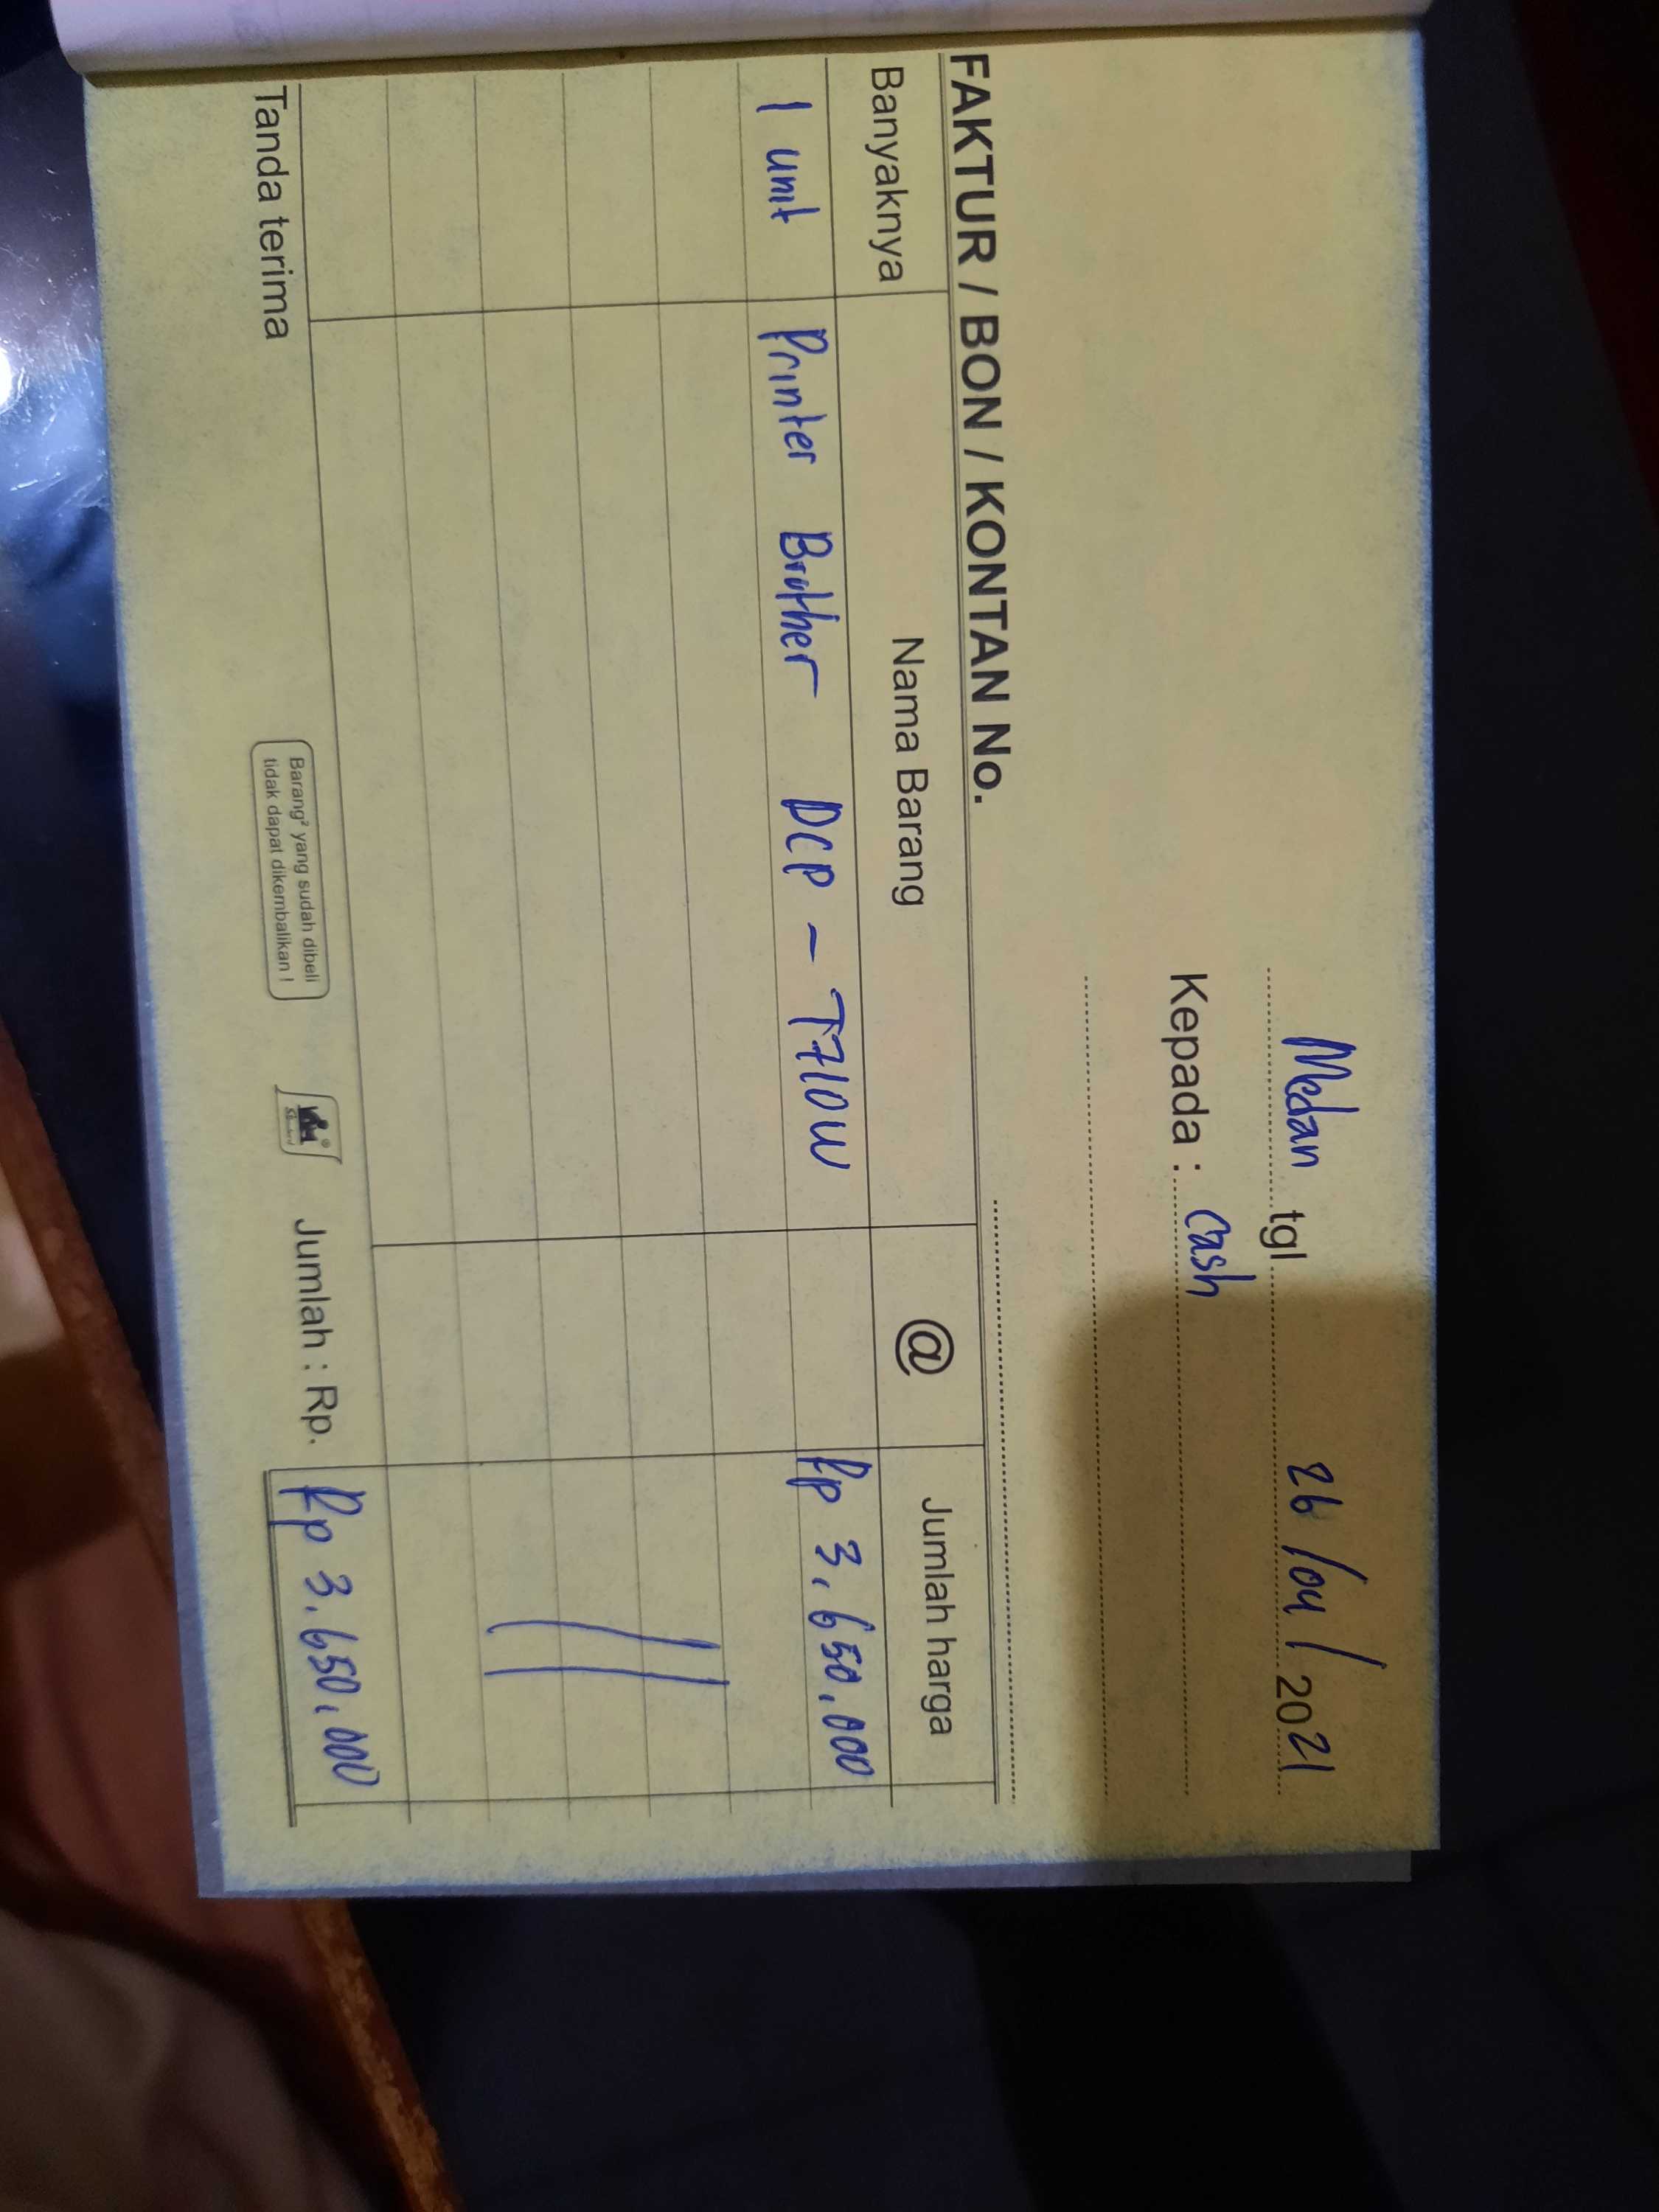 Medan tgl 26/04/2021
Kepada : Cash
FAKTUR / BON / KONTAN No.
Banyaknya Nama Barang @ Jumlah harga
1 unit Printer Brother DCP - T710W Rp 3.650.000
Tanda terima Jumlah : Rp. Rp 3.650.000
Barang² yang sudah dibeli
tidak dapat dikembalikan !